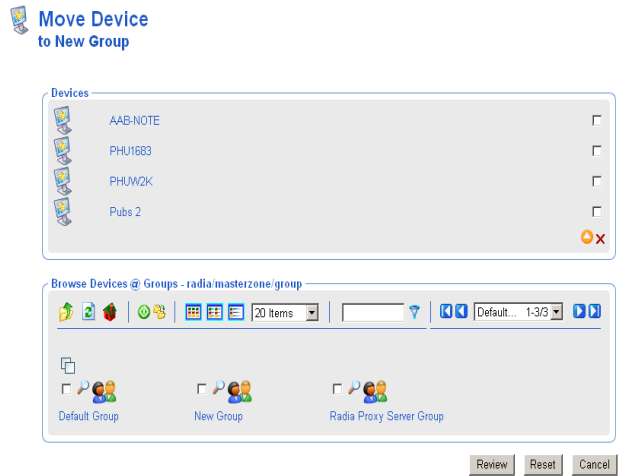 Move Device
to New Group
Devices
AAB-NOTE
PHU1683
PHUW2K
Pubs 2
Browse Devices @ Groups - radia/masterzone/group
20 Items
Default... 1-3/3
Default Group New Group Radia Proxy Server Group
Review Reset Cancel